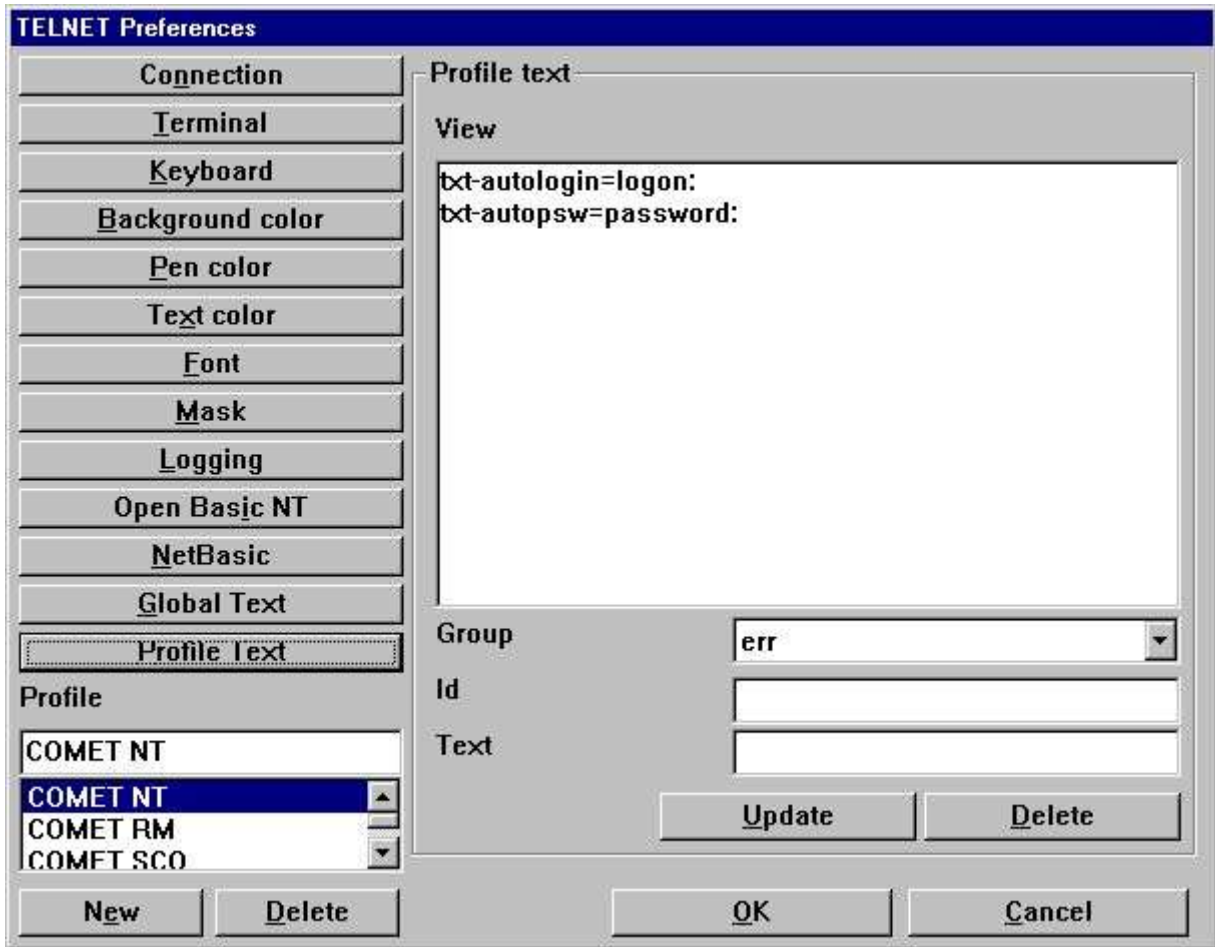 TELNET Preferences
Connection
Terminal
Keyboard
Background color
Pen color
Text color
Font
Mask
Logging
Open Basic NT
NetBasic
Global Text
Profile Text
Profile
COMET NT
COMET NT
COMET RM
COMET SCO
New
Delete
Profile text
View
txt-autologin=logon:
txt-autopsw=password:
Group
err
Id
Text
Update
Delete
OK
Cancel